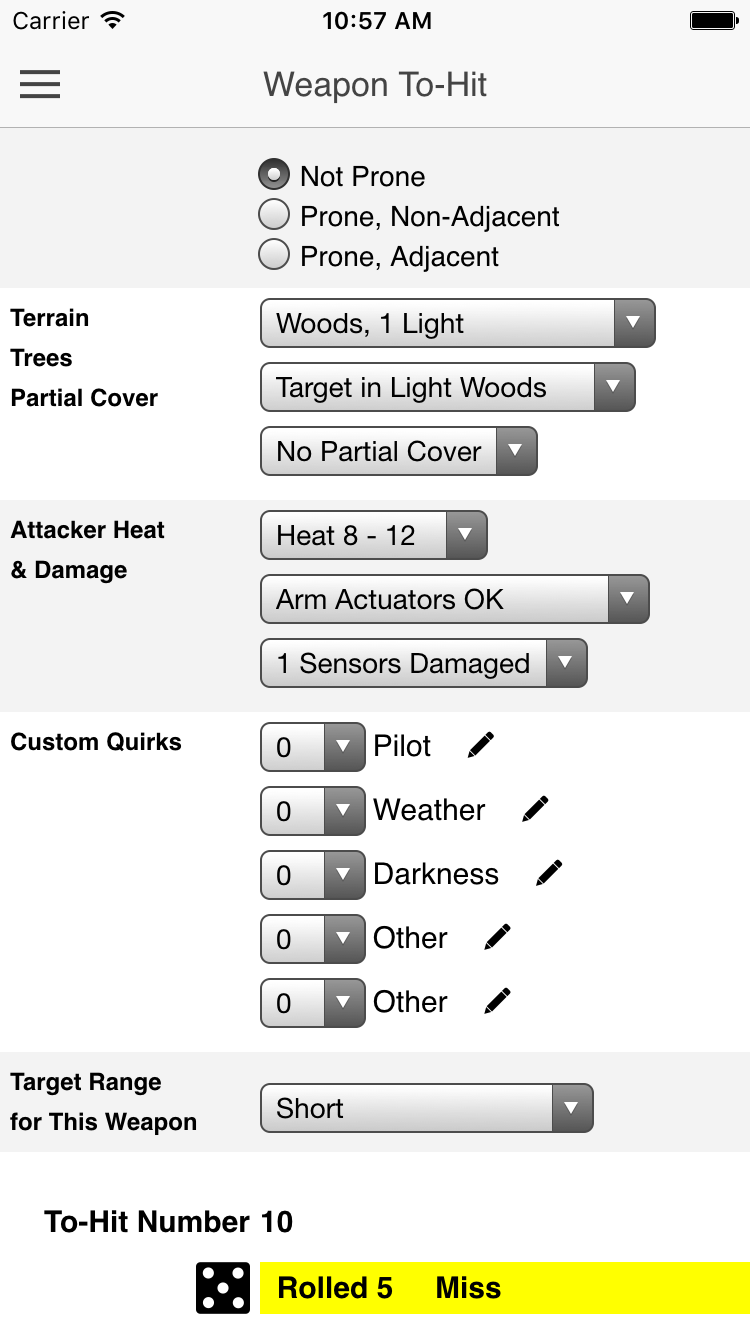 Carrier 10:57 AM
Weapon To-Hit
Not Prone
Prone, Non-Adjacent
Prone, Adjacent
Terrain
Trees
Partial Cover
Woods, 1 Light
Target in Light Woods
No Partial Cover
Attacker Heat
& Damage
Heat 8 - 12
Arm Actuators OK
1 Sensors Damaged
Custom Quirks
0 Pilot
0 Weather
0 Darkness
0 Other
0 Other
Target Range
for This Weapon
Short
To-Hit Number 10
Rolled 5 Miss